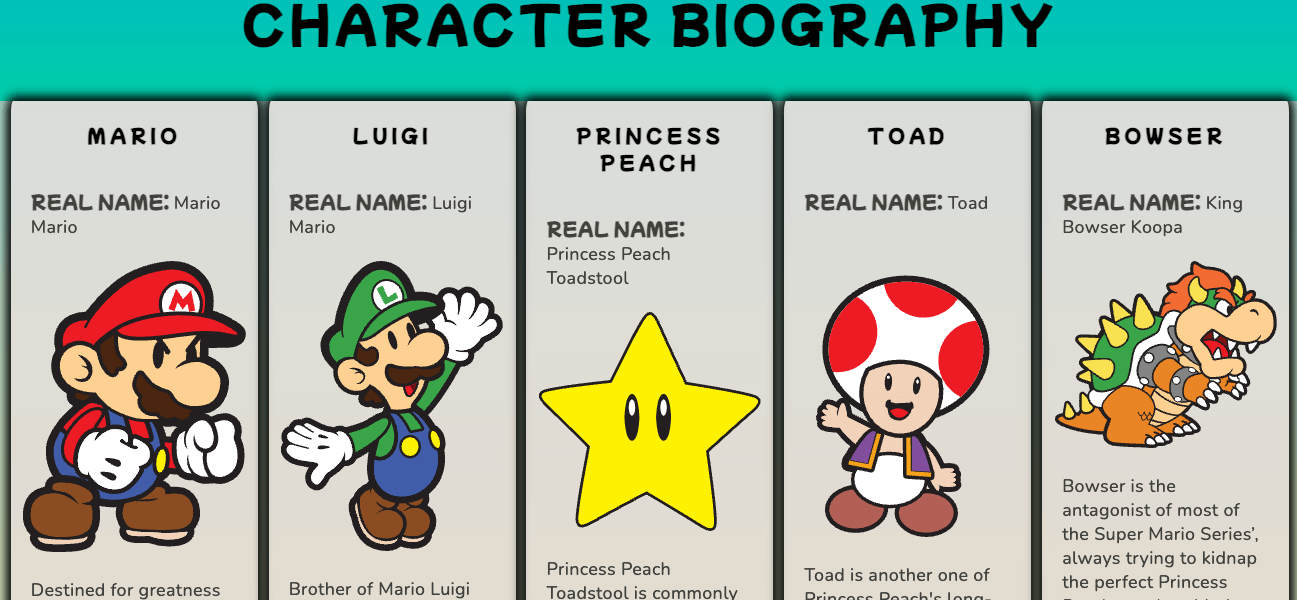 CHARACTER BIOGRAPHY
MARIO
REAL NAME: Mario
Mario
M
Destined for greatness
LUIGI
REAL NAME: Luigi
Mario
L
Brother of Mario Luigi
PRINCESS
PEACH
REAL NAME:
Princess Peach
Toadstool
Princess Peach
Toadstool is commonly
TOAD
REAL NAME: Toad
Toad is another one of
Princess Peach's long-
BOWSER
REAL NAME: King
Bowser Koopa
Bowser is the
antagonist of most of
the Super Mario Series’,
always trying to kidnap
the perfect Princess